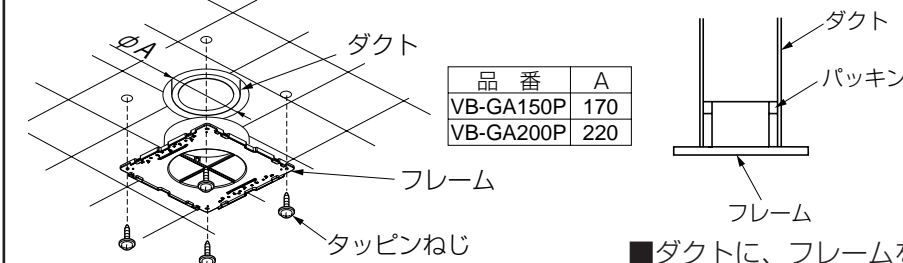 φA
ダクト
フレーム
タッピンねじ
品 番 A
VB-GA150P 170
VB-GA200P 220
ダクト
パッキン
フレーム
■ダクトに、フレームを